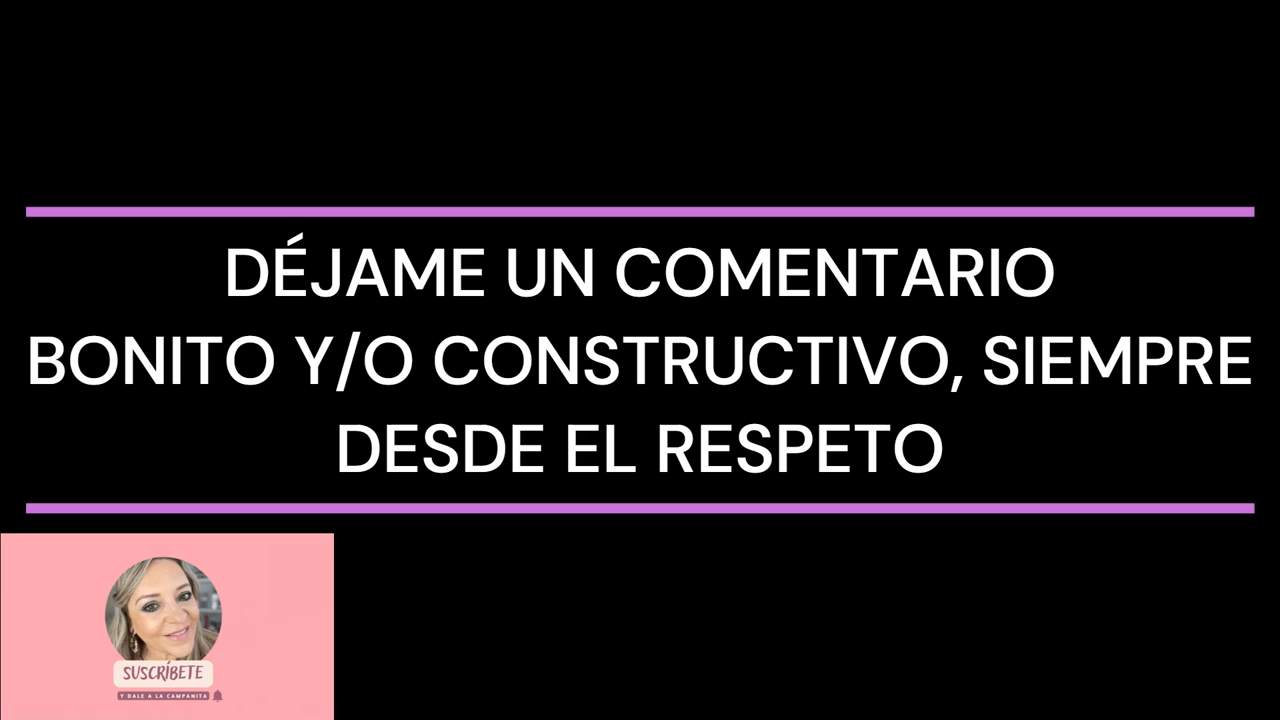 DÉJAME UN COMENTARIO
BONITO Y/O CONSTRUCTIVO, SIEMPRE
DESDE EL RESPETO
SUSCRÍBETE
Y DALE A LA CAMPANITA